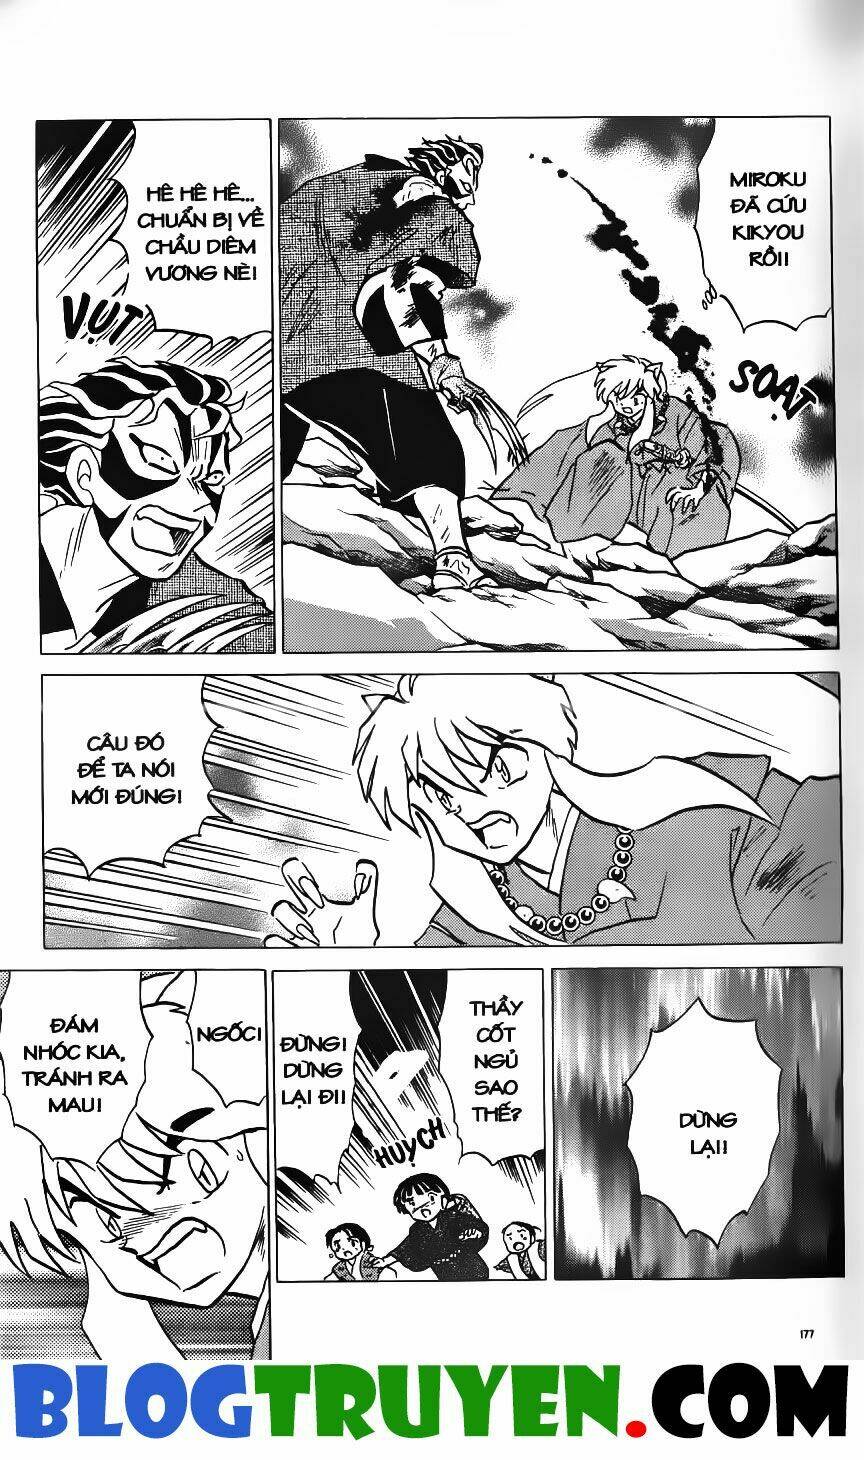 MIROKU
ĐÃ CỨU
KIKYOU
RỒI!
SOẠT
HÊ HÊ HÊ...
CHUẨN BỊ VỀ
CHẦU DIÊM
VƯƠNG NÈ!
VỤT
CÂU ĐÓ
ĐỂ TA NÓI
MỚI ĐÚNG!
DỪNG
LẠI!
THẦY
CỐT
NGỦ
SAO
THẾ?
ĐỪNG!
DỪNG
LẠI ĐI!
HUỴCH
NGỐC!
ĐÁM
NHÓC KIA,
TRÁNH RA
MAU!
177
BLOGTRUYEN.COM